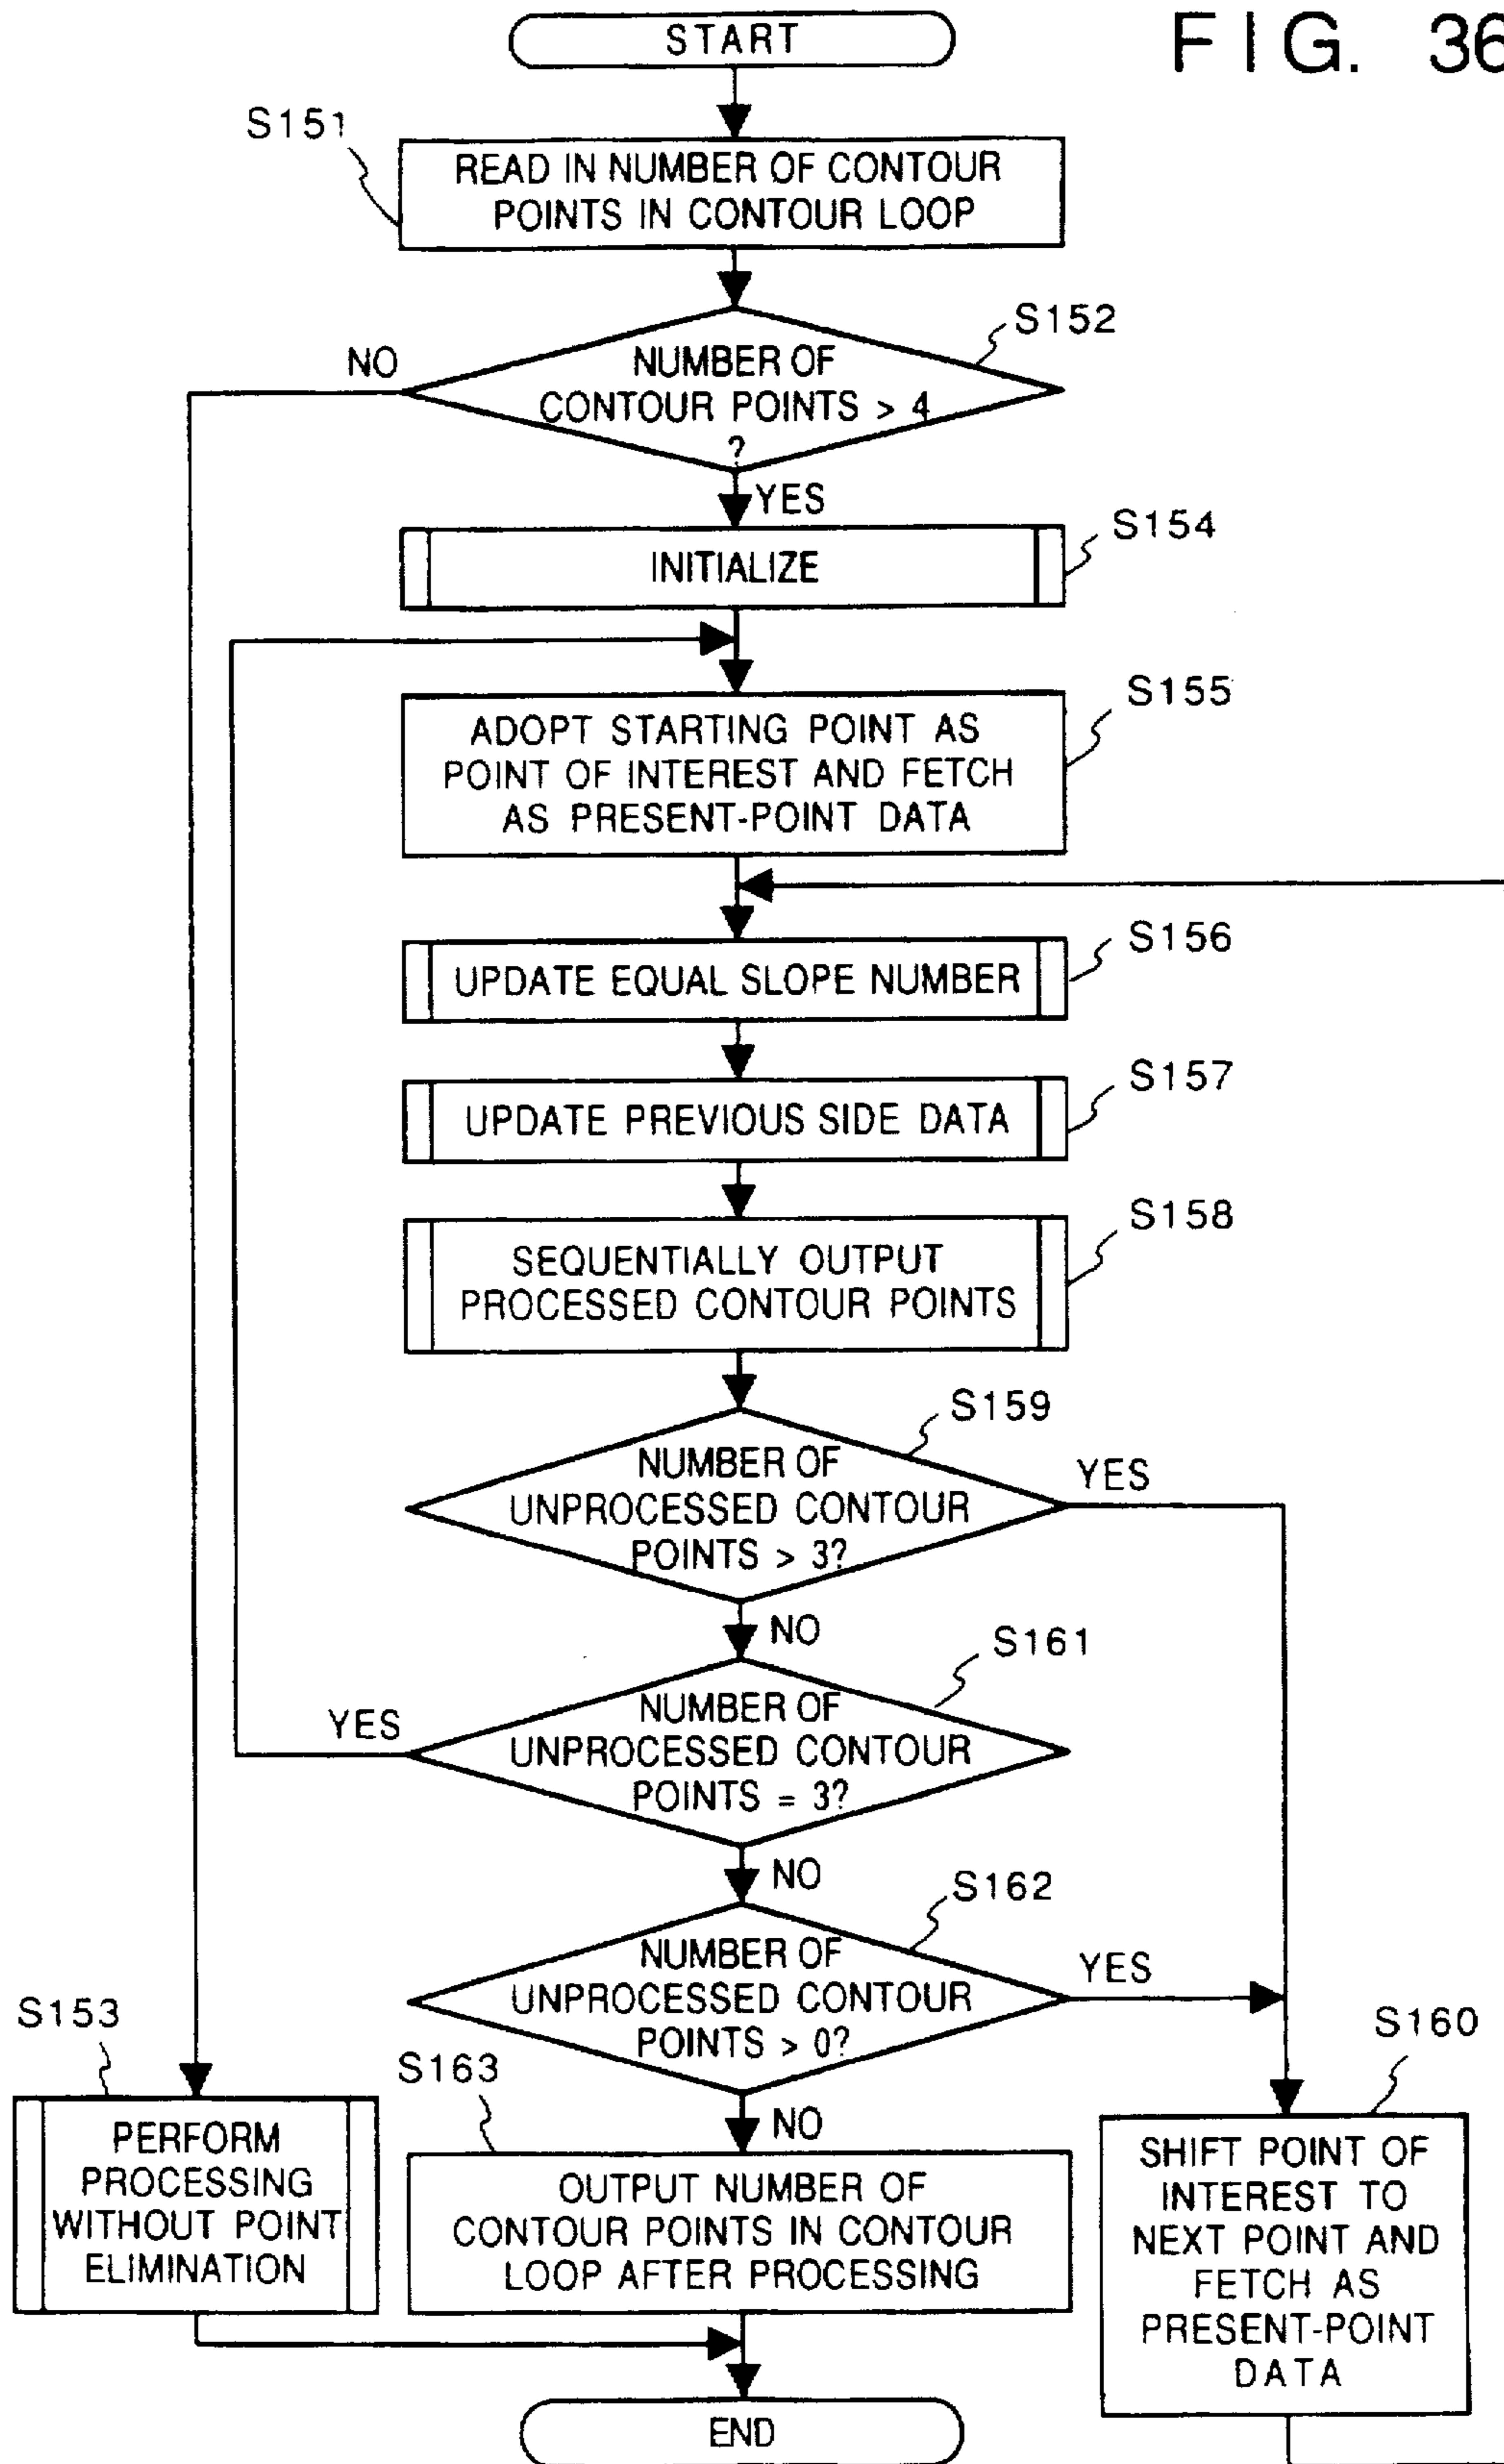 FIG. 36
START
S151
READ IN NUMBER OF CONTOUR
POINTS IN CONTOUR LOOP
S152
NO
NUMBER OF
CONTOUR POINTS > 4
?
YES
S154
INITIALIZE
S155
ADOPT STARTING POINT AS
POINT OF INTEREST AND FETCH
AS PRESENT-POINT DATA
S156
UPDATE EQUAL SLOPE NUMBER
S157
UPDATE PREVIOUS SIDE DATA
S158
SEQUENTIALLY OUTPUT
PROCESSED CONTOUR POINTS
S159
NUMBER OF
UNPROCESSED CONTOUR
POINTS > 3?
YES
NO
S161
NUMBER OF
UNPROCESSED CONTOUR
POINTS = 3?
YES
NO
S162
NUMBER OF
UNPROCESSED CONTOUR
POINTS > 0?
YES
NO
S153
PERFORM
PROCESSING
WITHOUT POINT
ELIMINATION
S163
OUTPUT NUMBER OF
CONTOUR POINTS IN CONTOUR
LOOP AFTER PROCESSING
S160
SHIFT POINT OF
INTEREST TO
NEXT POINT AND
FETCH AS
PRESENT-POINT
DATA
END